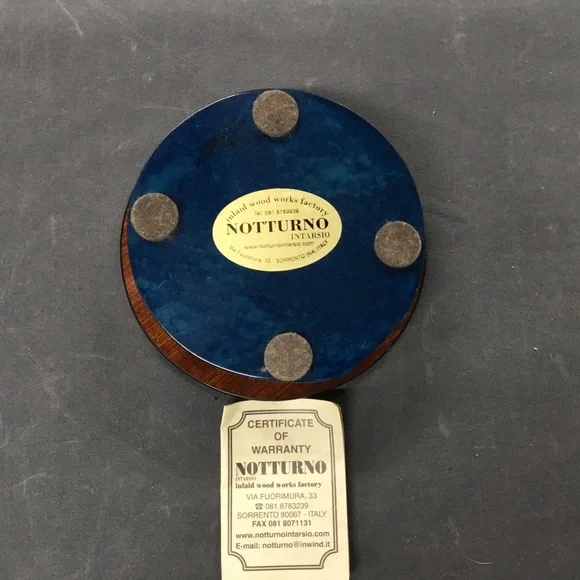 inlaid wood works factory
Tel. 081 8783239
NOTTURNO
INTARSIO
www.notturnointarsio.com
Via Fuorimura, 33 - SORRENTO (NA) ITALY
CERTIFICATE
OF
WARRANTY
NOTTURNO
INTARSIO
inlaid wood works factory
VIA FUORIMURA, 33
☎ 081 8783239
SORRENTO 80067 - ITALY
FAX 081 8071131
www.notturnointarsio.com
E-mail: notturno@inwind.it